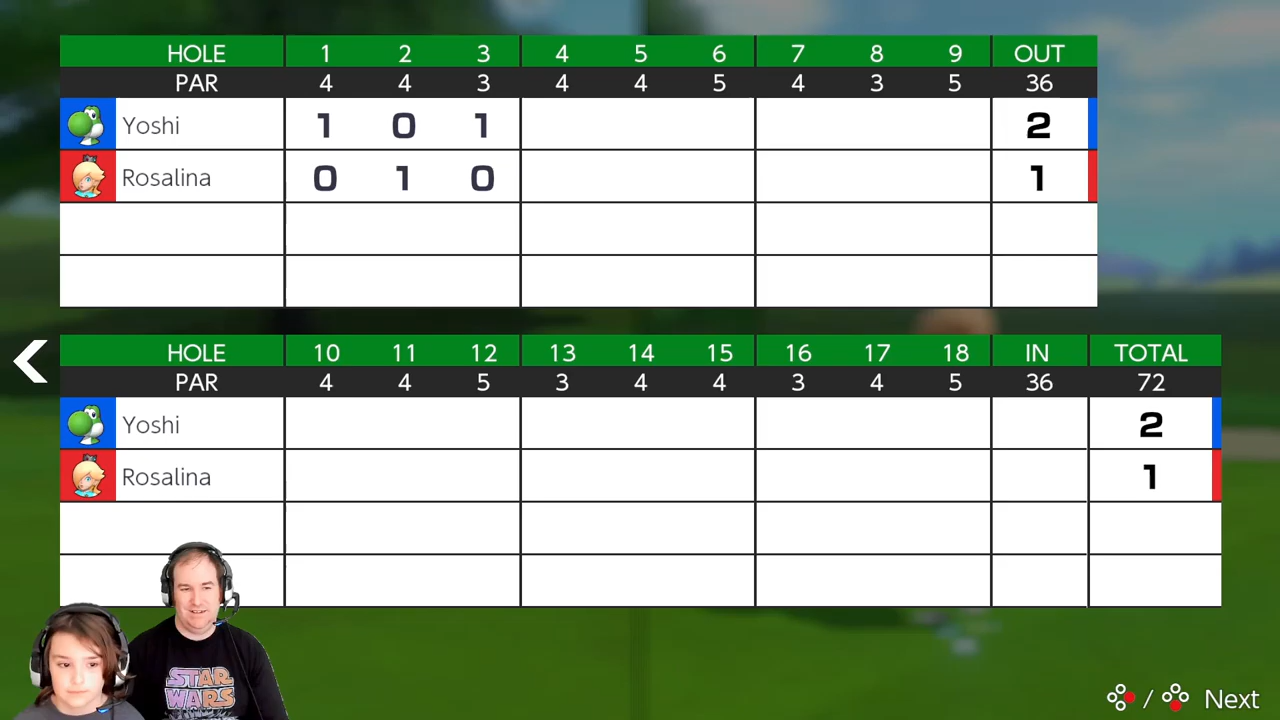 HOLE 1 2 3 4 5 6 7 8 9 OUT
PAR 4 4 3 4 4 5 4 3 5 36
Yoshi 1 0 1 2
Rosalina 0 1 0 1
HOLE 10 11 12 13 14 15 16 17 18 IN TOTAL
PAR 4 4 5 3 4 4 3 4 5 36 72
Yoshi 2
Rosalina 1
STAR
WARS
/ Next